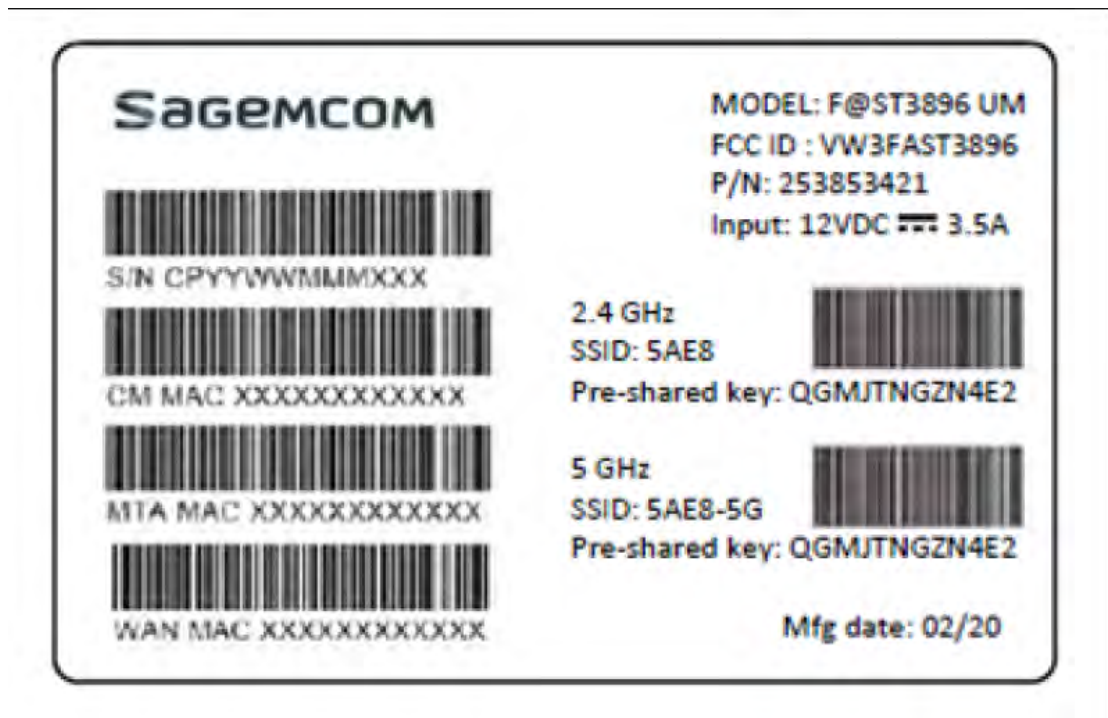 Sagemcom
MODEL: F@ST3896 UM
FCC ID : VW3FAST3896
P/N: 253853421
Input: 12VDC ⎓ 3.5A
S/N CPYYWWMMMXXX
CM MAC XXXXXXXXXXXX
MTA MAC XXXXXXXXXXXX
WAN MAC XXXXXXXXXXXX
2.4 GHz
SSID: 5AE8
Pre-shared key: QGMJTNGZN4E2
5 GHz
SSID: 5AE8-5G
Pre-shared key: QGMJTNGZN4E2
Mfg date: 02/20